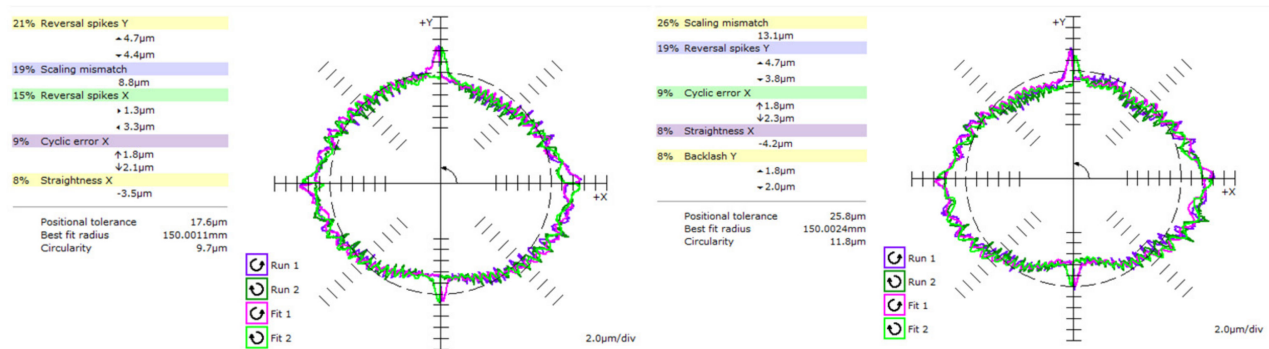 21% Reversal spikes Y
▲4.7µm
▼4.4µm
19% Scaling mismatch
8.8µm
15% Reversal spikes X
▶ 1.3µm
◀ 3.3µm
9% Cyclic error X
↑1.8µm
↓2.1µm
8% Straightness X
-3.5µm
Positional tolerance 17.6µm
Best fit radius 150.0011mm
Circularity 9.7µm
+Y
+X
Run 1
Run 2
Fit 1
Fit 2
2.0µm/div
26% Scaling mismatch
13.1µm
19% Reversal spikes Y
▲4.7µm
▼3.8µm
9% Cyclic error X
↑1.8µm
↓2.3µm
8% Straightness X
-4.2µm
8% Backlash Y
▲1.8µm
▼2.0µm
Positional tolerance 25.8µm
Best fit radius 150.0024mm
Circularity 11.8µm
+Y
+X
Run 1
Run 2
Fit 1
Fit 2
2.0µm/div